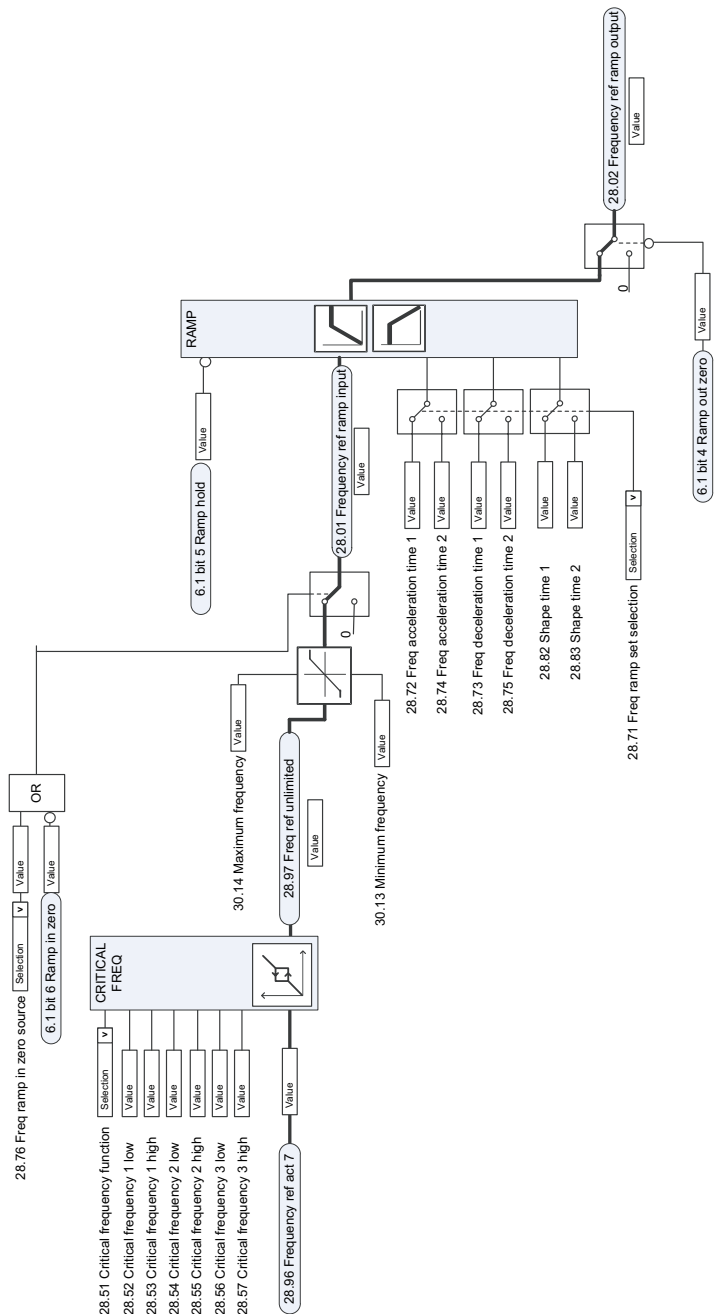 28.76 Freq ramp in zero source Selection v Value
6.1 bit 6 Ramp in zero Value
OR
28.51 Critical frequency function Selection v
28.52 Critical frequency 1 low Value
28.53 Critical frequency 1 high Value
28.54 Critical frequency 2 low Value
28.55 Critical frequency 2 high Value
28.56 Critical frequency 3 low Value
28.57 Critical frequency 3 high Value
28.96 Frequency ref act 7 Value
CRITICAL
FREQ
28.97 Freq ref unlimited
Value
30.14 Maximum frequency Value
30.13 Minimum frequency Value
0
6.1 bit 5 Ramp hold Value
28.01 Frequency ref ramp input
Value
RAMP
28.72 Freq acceleration time 1 Value
28.74 Freq acceleration time 2 Value
28.73 Freq deceleration time 1 Value
28.75 Freq deceleration time 2 Value
28.82 Shape time 1 Value
28.83 Shape time 2 Value
28.71 Freq ramp set selection Selection v
0
28.02 Frequency ref ramp output
Value
6.1 bit 4 Ramp out zero Value